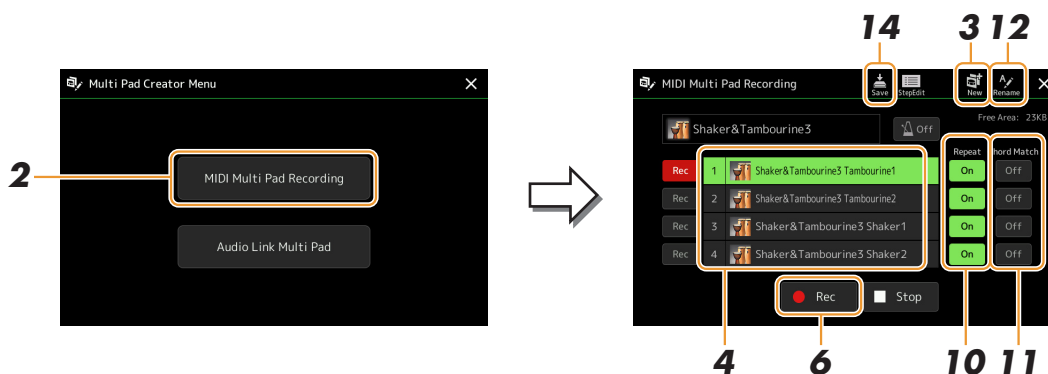 14
3 12
Multi Pad Creator Menu
MIDI Multi Pad Recording
Save
StepEdit
New
Rename
Free Area: 23KB
Shaker&Tambourine3
Off
Repeat
hord Match
2
MIDI Multi Pad Recording
Rec 1 Shaker&Tambourine3 Tambourine1 On Off
Rec 2 Shaker&Tambourine3 Tambourine2 On Off
Rec 3 Shaker&Tambourine3 Shaker1 On Off
Audio Link Multi Pad
Rec 4 Shaker&Tambourine3 Shaker2 On Off
Rec
Stop
4
6
10 11